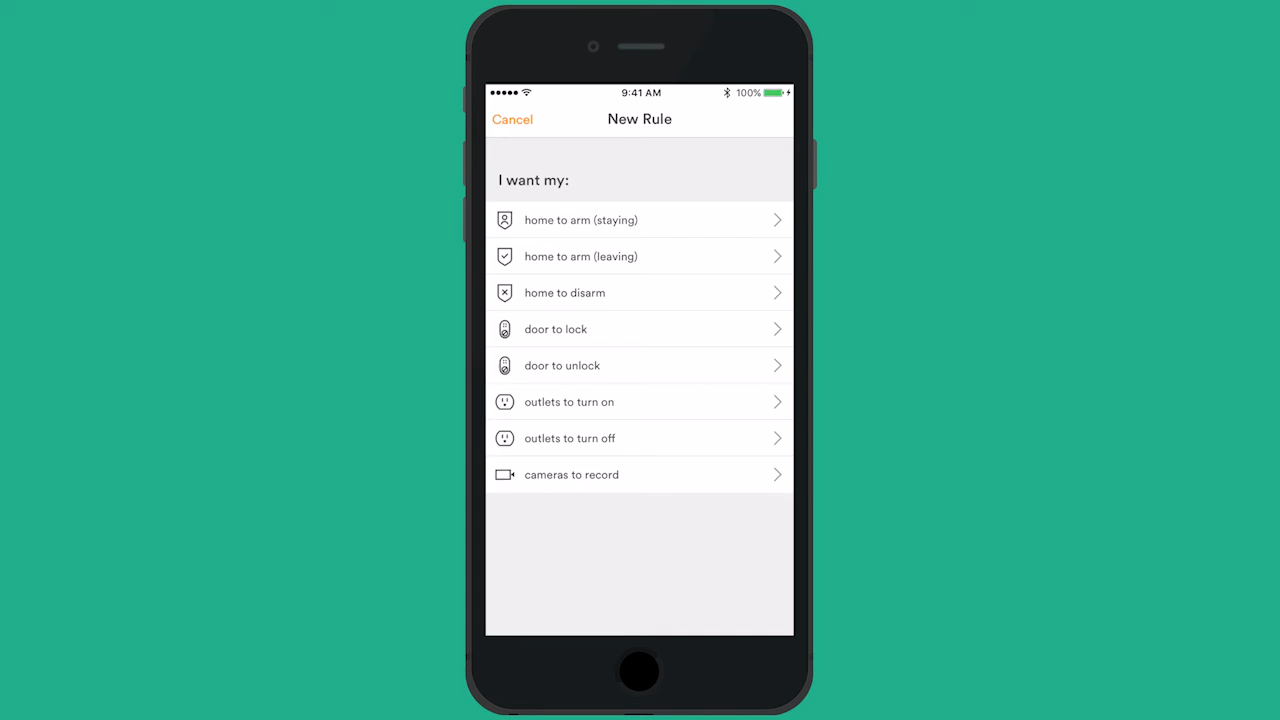 9:41 AM 100%
Cancel New Rule
I want my:
home to arm (staying)
home to arm (leaving)
home to disarm
door to lock
door to unlock
outlets to turn on
outlets to turn off
cameras to record